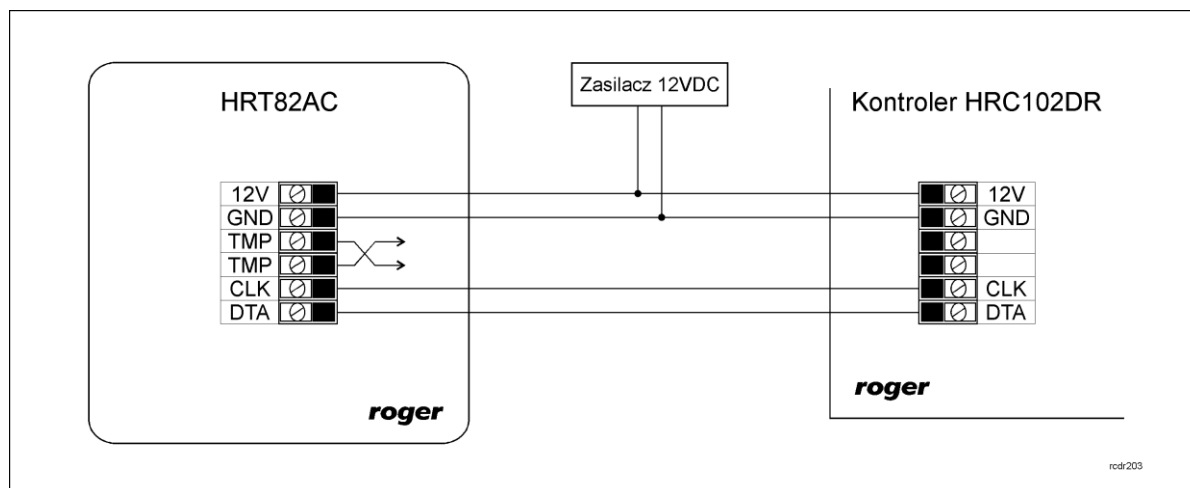 Zasilacz 12VDC
HRT82AC
Kontroler HRC102DR
12V
GND
TMP
TMP
CLK
DTA
12V
GND
CLK
DTA
roger
roger
rcdr203